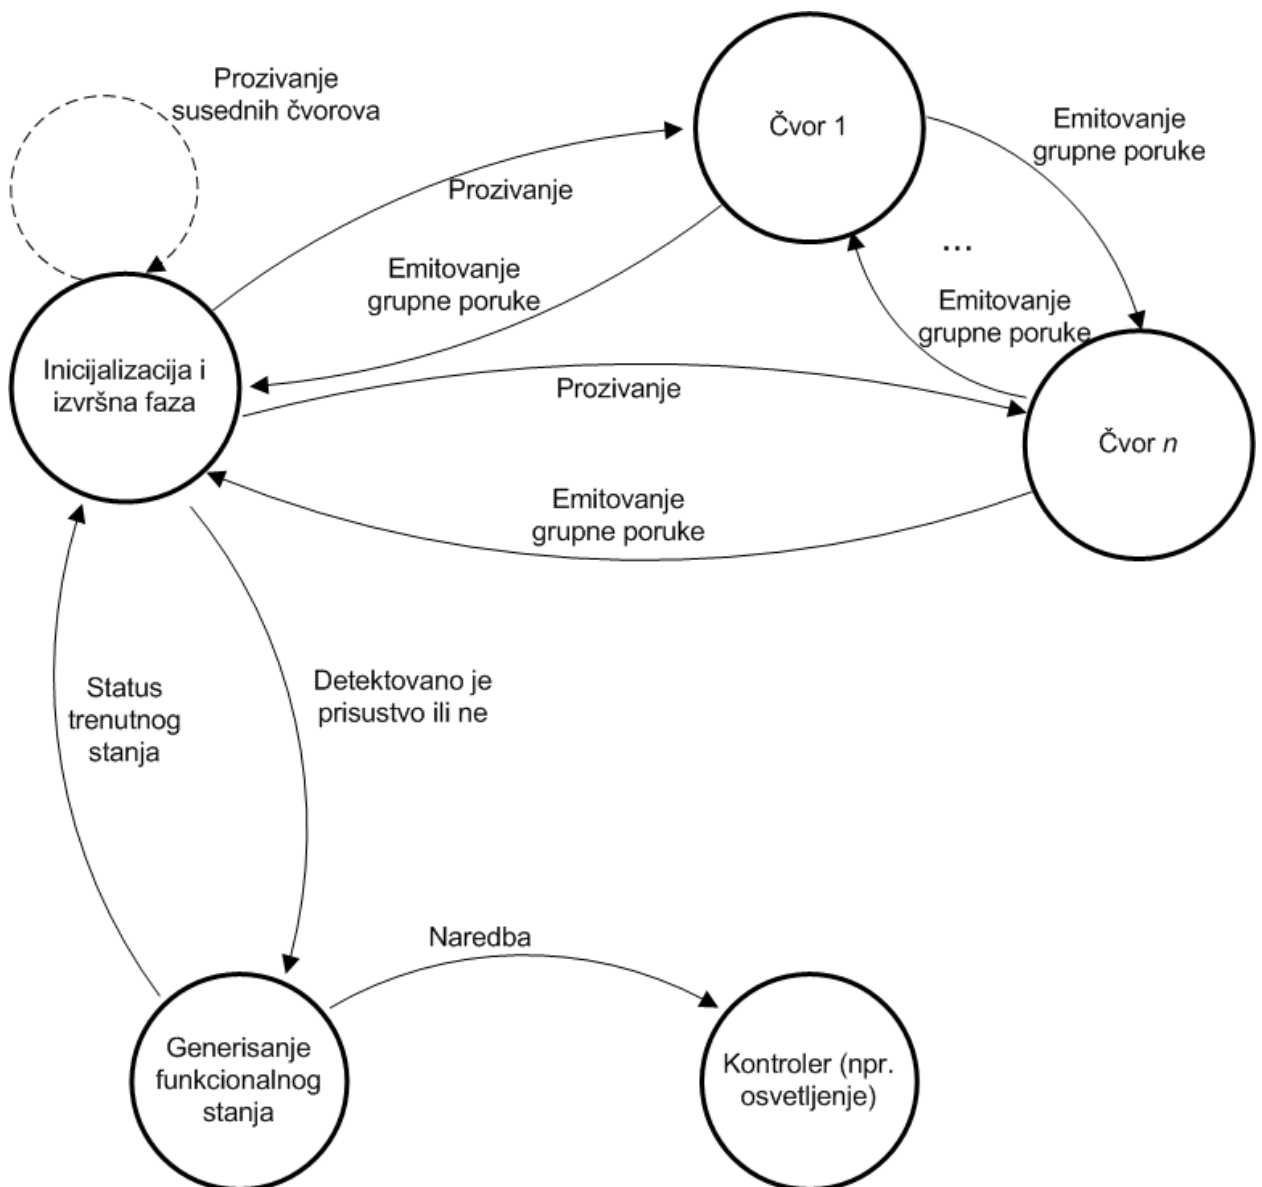 Prozivanje
susednih čvorova
Čvor 1
Emitovanje
grupne poruke
Prozivanje
...
Emitovanje
grupne poruke
Emitovanje
grupne poruke
Inicijalizacija i
izvršna faza
Prozivanje
Čvor n
Emitovanje
grupne poruke
Status
trenutnog
stanja
Detektovano je
prisustvo ili ne
Naredba
Generisanje
funkcionalnog
stanja
Kontroler (npr.
osvetljenje)